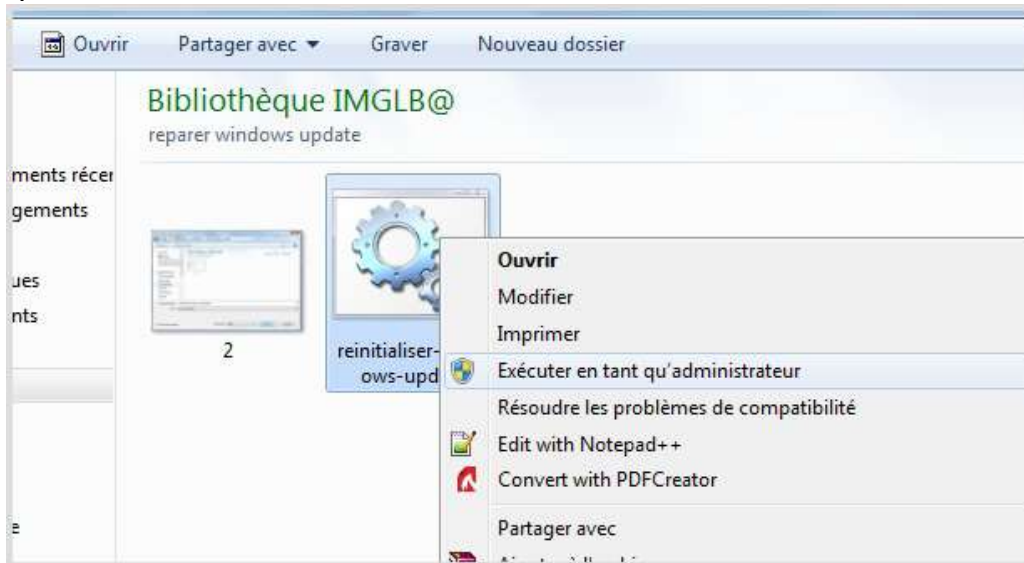 Ouvrir Partager avec Graver Nouveau dossier
Bibliothèque IMGLB@
reparer windows update
ments récer
gements
ues
nts
2
reinitialiser-
ows-upd
Ouvrir
Modifier
Imprimer
Exécuter en tant qu'administrateur
Résoudre les problèmes de compatibilité
Edit with Notepad++
Convert with PDFCreator
Partager avec
e